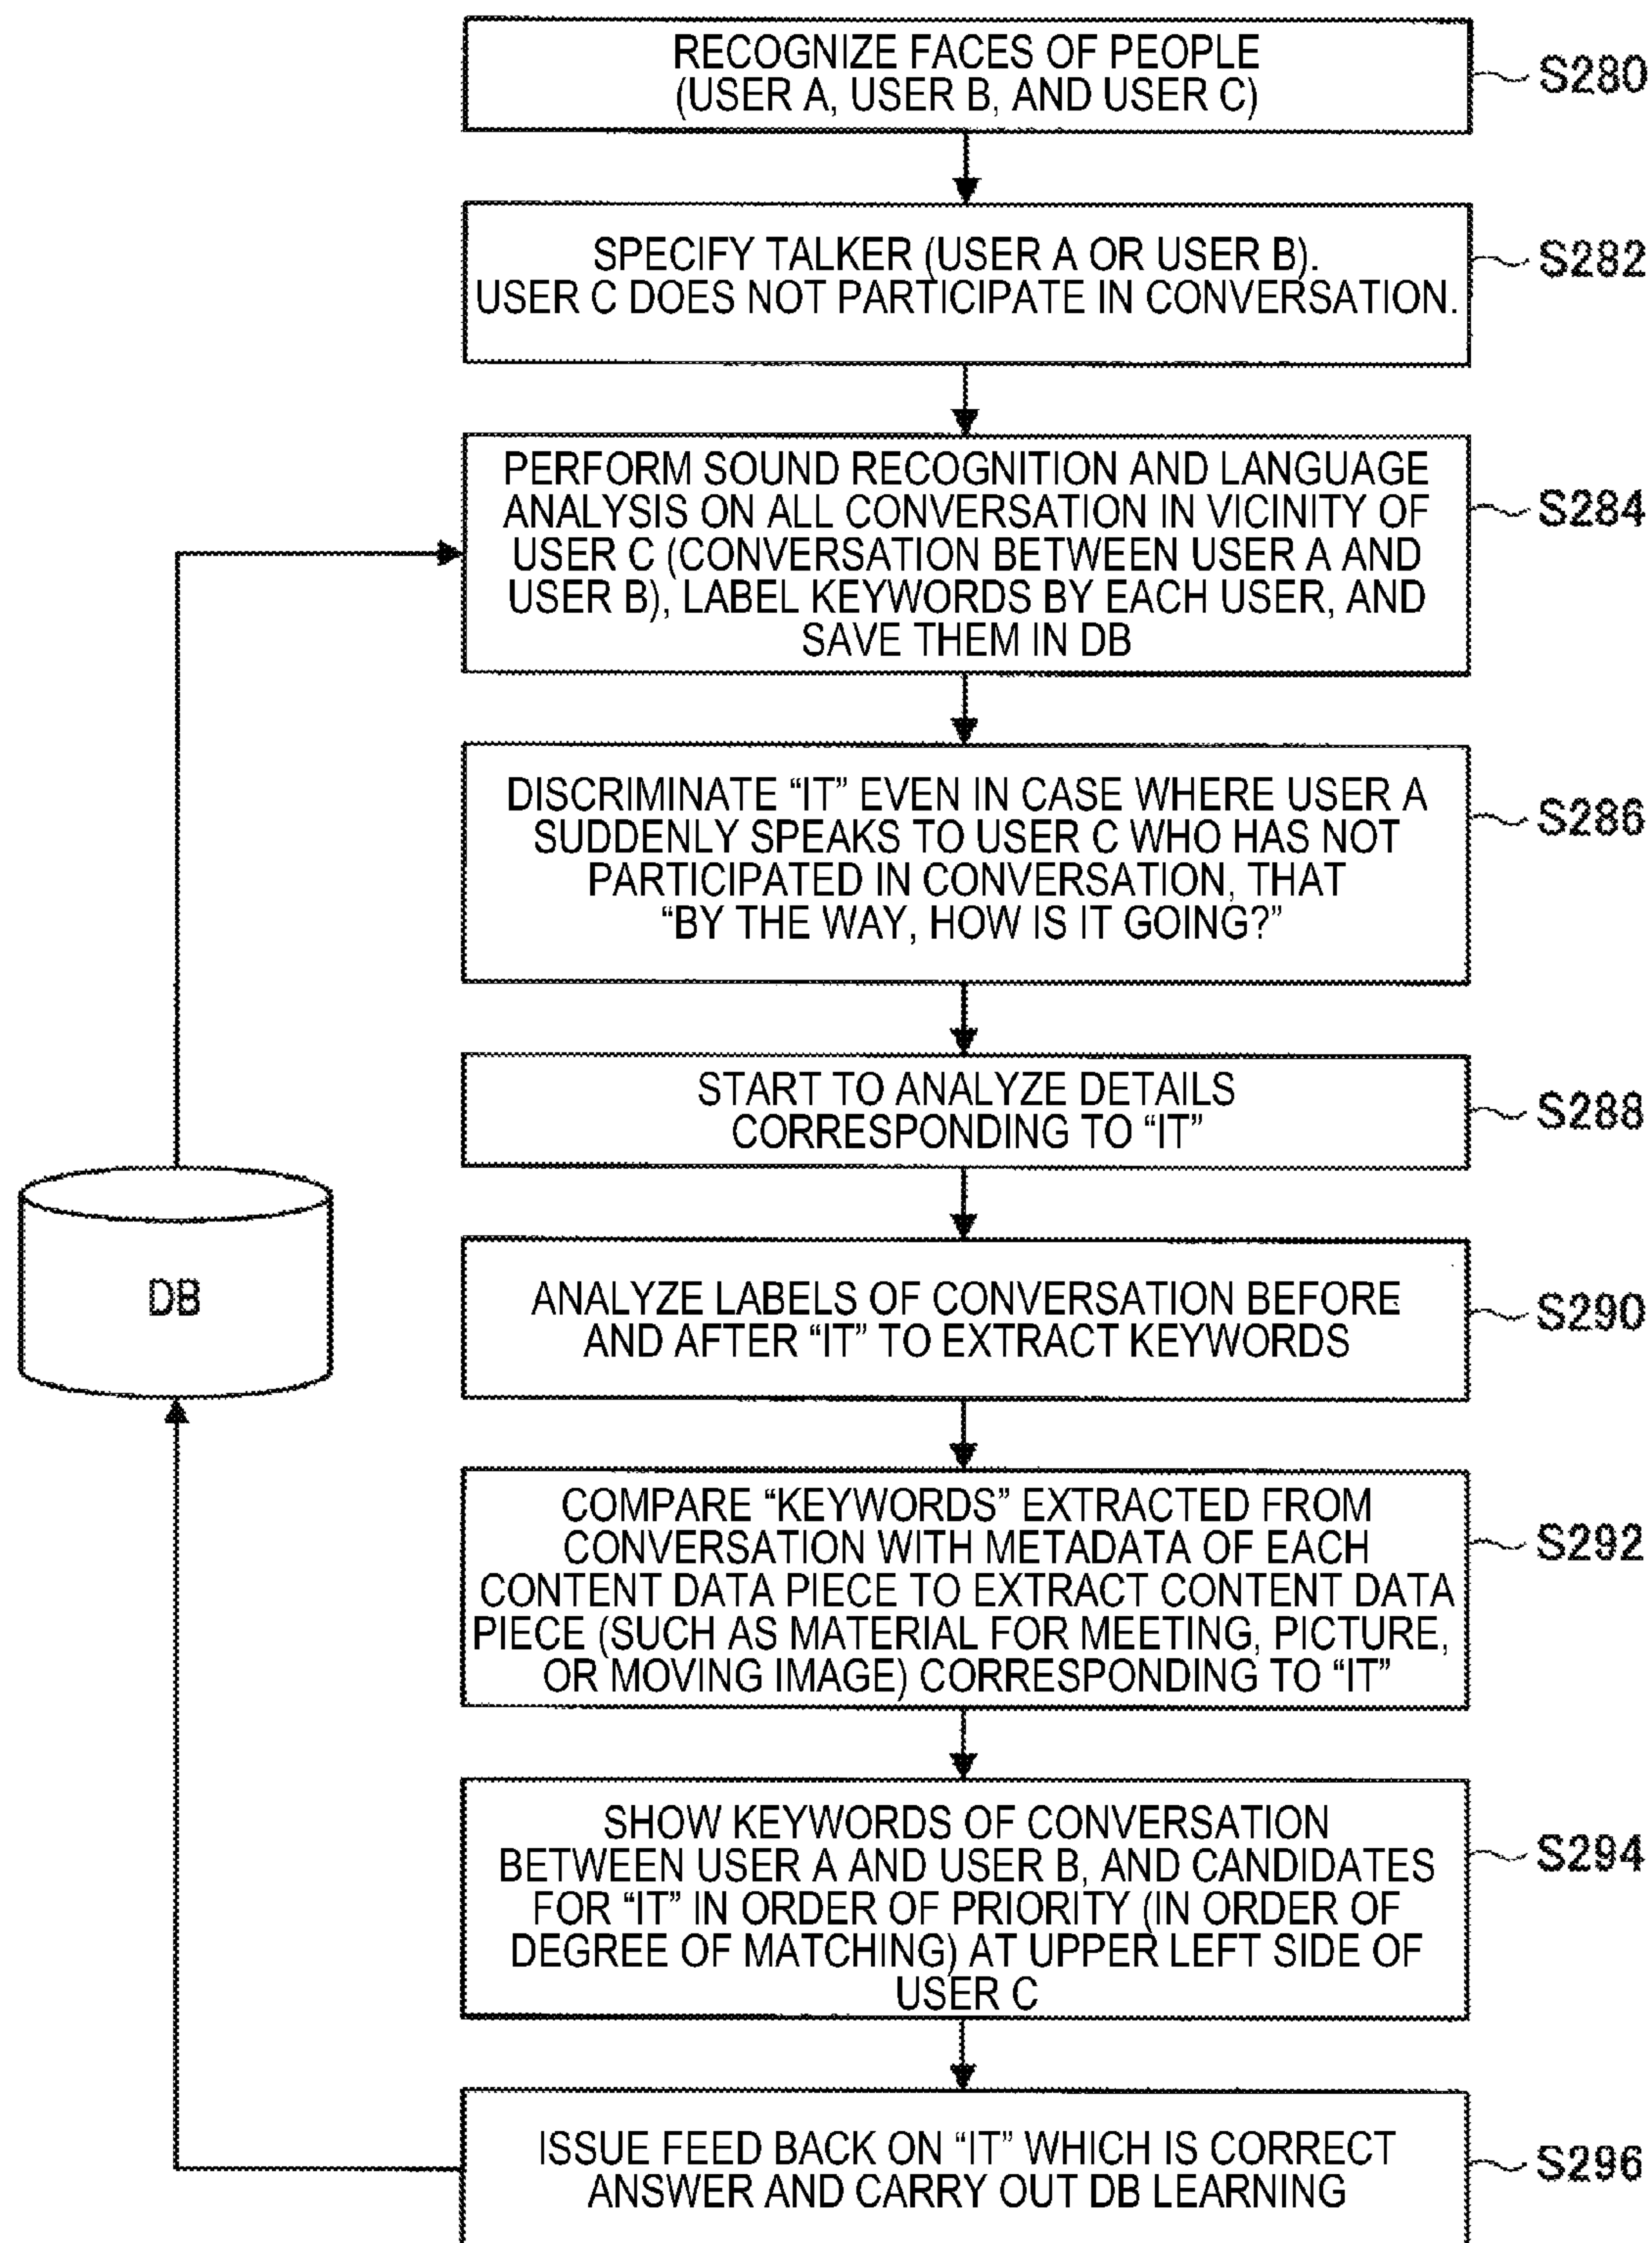 RECOGNIZE FACES OF PEOPLE
(USER A, USER B, AND USER C)
S280
SPECIFY TALKER (USER A OR USER B).
USER C DOES NOT PARTICIPATE IN CONVERSATION.
S282
PERFORM SOUND RECOGNITION AND LANGUAGE
ANALYSIS ON ALL CONVERSATION IN VICINITY OF
USER C (CONVERSATION BETWEEN USER A AND
USER B), LABEL KEYWORDS BY EACH USER, AND
SAVE THEM IN DB
S284
DISCRIMINATE “IT” EVEN IN CASE WHERE USER A
SUDDENLY SPEAKS TO USER C WHO HAS NOT
PARTICIPATED IN CONVERSATION, THAT
“BY THE WAY, HOW IS IT GOING?”
S286
START TO ANALYZE DETAILS
CORRESPONDING TO “IT”
S288
DB
ANALYZE LABELS OF CONVERSATION BEFORE
AND AFTER “IT” TO EXTRACT KEYWORDS
S290
COMPARE “KEYWORDS” EXTRACTED FROM
CONVERSATION WITH METADATA OF EACH
CONTENT DATA PIECE TO EXTRACT CONTENT DATA
PIECE (SUCH AS MATERIAL FOR MEETING, PICTURE,
OR MOVING IMAGE) CORRESPONDING TO “IT”
S292
SHOW KEYWORDS OF CONVERSATION
BETWEEN USER A AND USER B, AND CANDIDATES
FOR “IT” IN ORDER OF PRIORITY (IN ORDER OF
DEGREE OF MATCHING) AT UPPER LEFT SIDE OF
USER C
S294
ISSUE FEED BACK ON “IT” WHICH IS CORRECT
ANSWER AND CARRY OUT DB LEARNING
S296